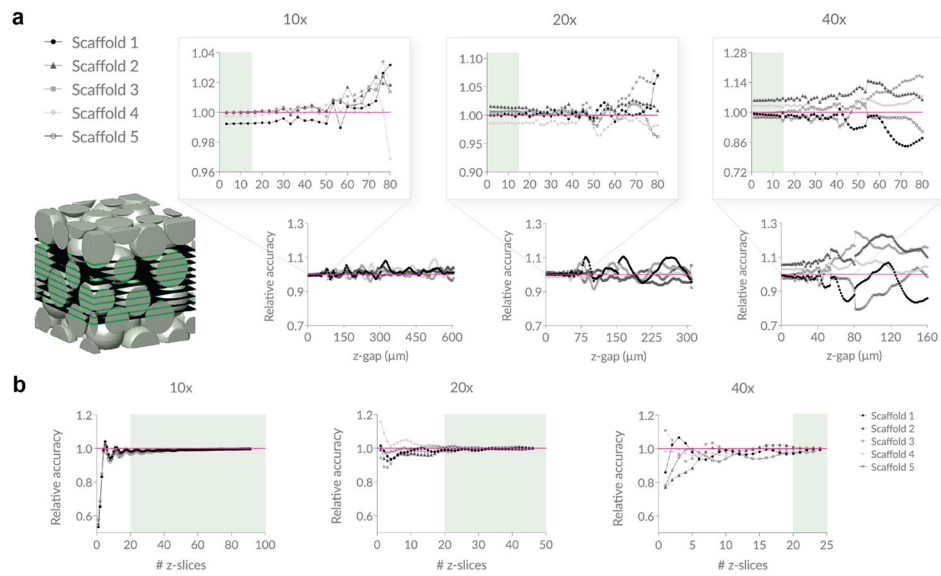 a
10x
20x
40x
Scaffold 1
Scaffold 2
Scaffold 3
Scaffold 4
Scaffold 5
1.04
1.02
1.00
0.98
0.96
0 10 20 30 40 50 60 70 80
1.10
1.05
1.00
0.95
0.90
0 10 20 30 40 50 60 70 80
1.28
1.14
1.00
0.86
0.72
0 10 20 30 40 50 60 70 80
Relative accuracy
1.3
1.1
0.9
0.7
0 150 300 450 600
z-gap (μm)
Relative accuracy
1.3
1.1
0.9
0.7
0 75 150 225 300
z-gap (μm)
Relative accuracy
1.3
1.1
0.9
0.7
0 40 80 120 160
z-gap (μm)
b
10x
20x
40x
Relative accuracy
1.2
1.0
0.8
0.6
0 20 40 60 80 100
# z-slices
Relative accuracy
1.2
1.0
0.8
0.6
0 10 20 30 40 50
# z-slices
Relative accuracy
1.2
1.0
0.8
0.6
0 5 10 15 20 25
# z-slices
Scaffold 1
Scaffold 2
Scaffold 3
Scaffold 4
Scaffold 5